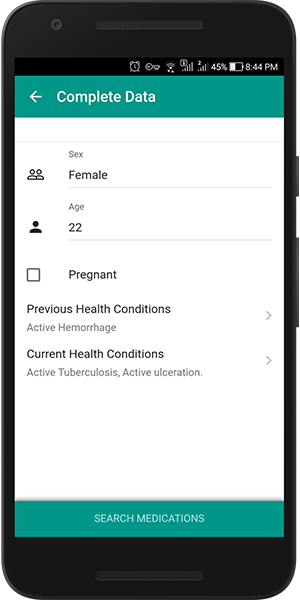 45% 8:44 PM
Complete Data
Sex
Female
Age
22
Pregnant
Previous Health Conditions
Active Hemorrhage
Current Health Conditions
Active Tuberculosis, Active ulceration.
SEARCH MEDICATIONS